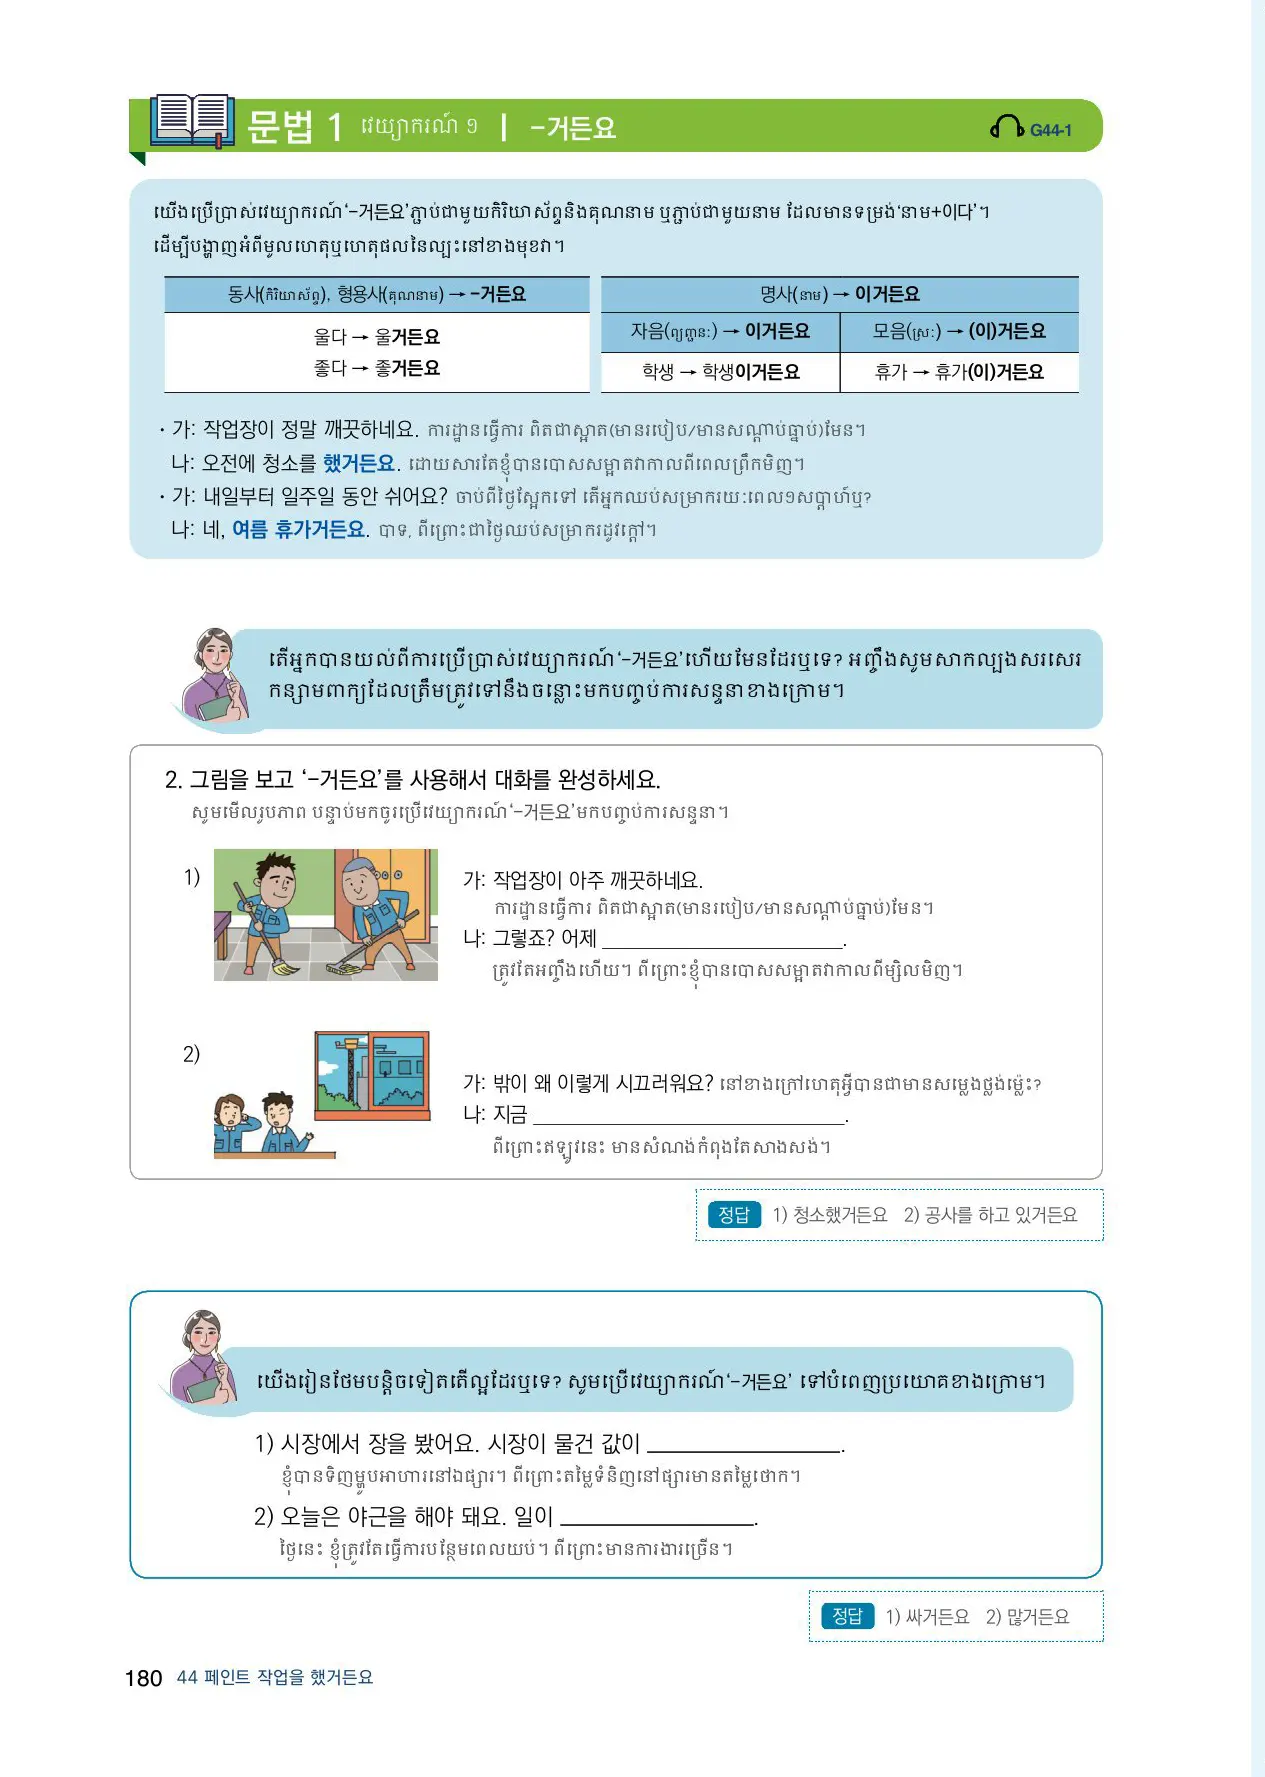 문법 1 វេយ្យាករណ៍ ១ | -거든요
G44-1
យើងប្រើប្រាស់វេយ្យាករណ៍‘-거든요’ភ្ជាប់ជាមួយកិរិយាស័ព្ទនិងគុណនាម ឬភ្ជាប់ជាមួយនាម ដែលមានទម្រង់‘នាម+이다’។
ដើម្បីបង្ហាញអំពីមូលហេតុឬហេតុផលនៃល្បះនៅខាងមុខវា។
동사(កិរិយាស័ព្ទ), 형용사(គុណនាម) → -거든요
울다 → 울거든요
좋다 → 좋거든요
명사(នាម) → 이거든요
자음(ព្យញ្ជនៈ) → 이거든요 모음(ស្រៈ) → (이)거든요
학생 → 학생이거든요 휴가 → 휴가(이)거든요
• 가: 작업장이 정말 깨끗하네요. ការដ្ឋានធ្វើការ ពិតជាស្អាត(មានរបៀប/មានសណ្តាប់ធ្នាប់)មែន។
나: 오전에 청소를 했거든요. ដោយសារតែខ្ញុំបានបោសសម្អាតវាកាលពីពេលព្រឹកមិញ។
• 가: 내일부터 일주일 동안 쉬어요? ចាប់ពីថ្ងៃស្អែកទៅ តើអ្នកឈប់សម្រាករយៈពេល១សប្តាហ៍ឬ?
나: 네, 여름 휴가거든요. បាទ, ពីព្រោះជាថ្ងៃឈប់សម្រាករដូវក្តៅ។
តើអ្នកបានយល់ពីការប្រើប្រាស់វេយ្យាករណ៍‘-거든요’ហើយមែនដែរឬទេ? អញ្ចឹងសូមសាកល្បងសរសេរ
កន្សោមពាក្យដែលត្រឹមត្រូវទៅនឹងចន្លោះមកបញ្ចប់ការសន្ទនាខាងក្រោម។
2. 그림을 보고 ‘-거든요’를 사용해서 대화를 완성하세요.
សូមមើលរូបភាព បន្ទាប់មកចូរប្រើវេយ្យាករណ៍‘-거든요’មកបញ្ចប់ការសន្ទនា។
1)
가: 작업장이 아주 깨끗하네요.
ការដ្ឋានធ្វើការ ពិតជាស្អាត(មានរបៀប/មានសណ្តាប់ធ្នាប់)មែន។
나: 그렇죠? 어제 ____________________.
ត្រូវតែអញ្ចឹងហើយ។ ពីព្រោះខ្ញុំបានបោសសម្អាតវាកាលពីម្សិលមិញ។
2)
가: 밖이 왜 이렇게 시끄러워요? នៅខាងក្រៅហេតុអ្វីបានជាមានសម្លេងថ្លង់ម្ល៉េះ?
나: 지금 ____________________.
ពីព្រោះឥឡូវនេះ មានសំណង់កំពុងតែសាងសង់។
정답 1) 청소했거든요 2) 공사를 하고 있거든요
យើងរៀនថែមបន្តិចទៀតតើល្អដែរឬទេ? សូមប្រើវេយ្យាករណ៍‘-거든요’ ទៅបំពេញប្រយោគខាងក្រោម។
1) 시장에서 장을 봤어요. 시장이 물건 값이 ____________________.
ខ្ញុំបានទិញម្ហូបអាហារនៅឯផ្សារ។ ពីព្រោះតម្លៃទំនិញនៅផ្សារមានតម្លៃថោក។
2) 오늘은 야근을 해야 돼요. 일이 ____________________.
ថ្ងៃនេះ ខ្ញុំត្រូវតែធ្វើការបន្ថែមពេលយប់។ ពីព្រោះមានការងារច្រើន។
정답 1) 싸거든요 2) 많거든요
180 44 페인트 작업을 했거든요